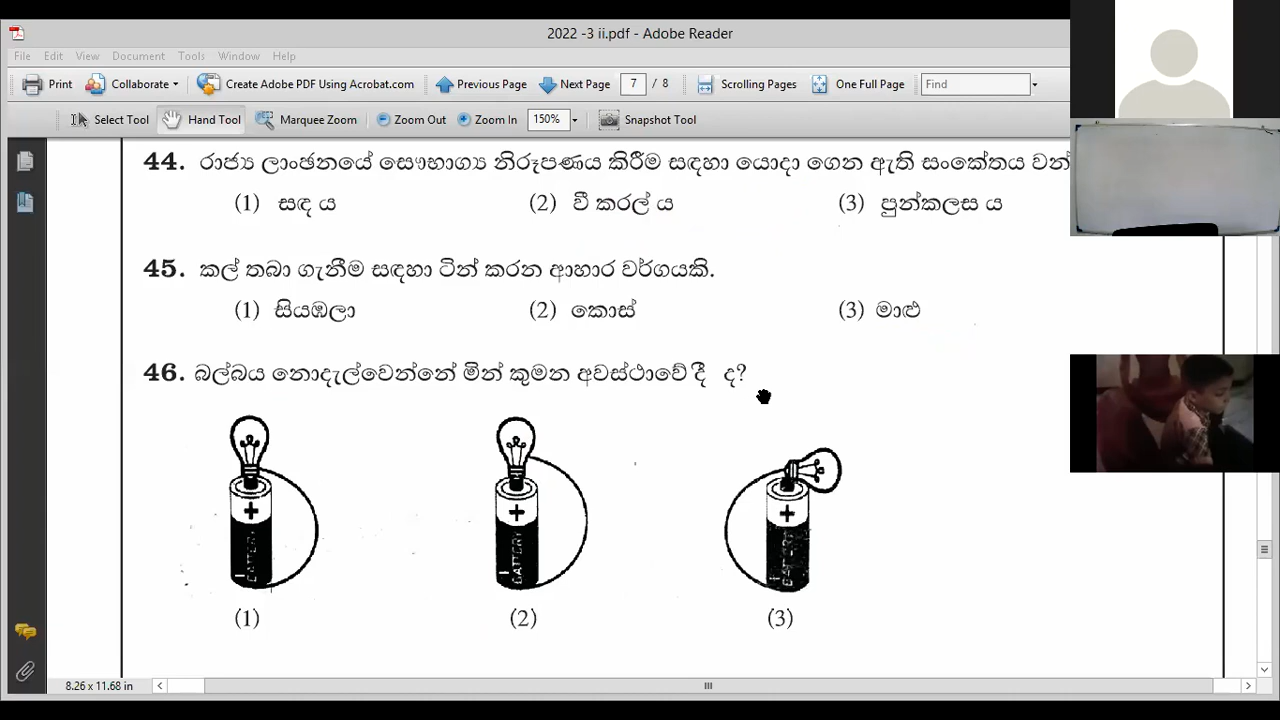 2022 -3 ii.pdf - Adobe Reader
File Edit View Document Tools Window Help
Print Collaborate Create Adobe PDF Using Acrobat.com Previous Page Next Page 7 / 8 Scrolling Pages One Full Page Find
Select Tool Hand Tool Marquee Zoom Zoom Out Zoom In 150% Snapshot Tool
44. රාජ්‍ය ලාංඡනයේ සෞභාග්‍ය නිරූපණය කිරීම සඳහා යොදා ගෙන ඇති සංකේතය වන්
(1) සඳ ය (2) වී කරල් ය (3) පුන්කලස ය
45. කල් තබා ගැනීම සඳහා ටින් කරන ආහාර වර්ගයකි.
(1) සියඹලා (2) කොස් (3) මාළු
46. බල්බය නොදැල්වෙන්නේ මින් කුමන අවස්ථාවේ දී ද?
+ + +
BATTERY BATTERY BATTERY
(1) (2) (3)
8.26 x 11.68 in